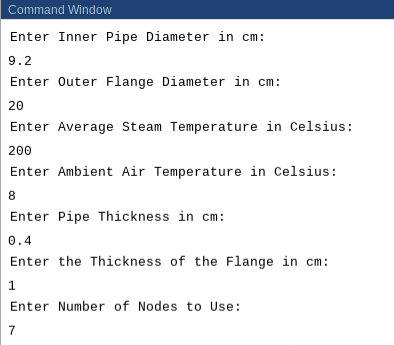 Command Window
Enter Inner Pipe Diameter in cm:
9.2
Enter Outer Flange Diameter in cm:
20
Enter Average Steam Temperature in Celsius:
200
Enter Ambient Air Temperature in Celsius:
8
Enter Pipe Thickness in cm:
0.4
Enter the Thickness of the Flange in cm:
1
Enter Number of Nodes to Use:
7